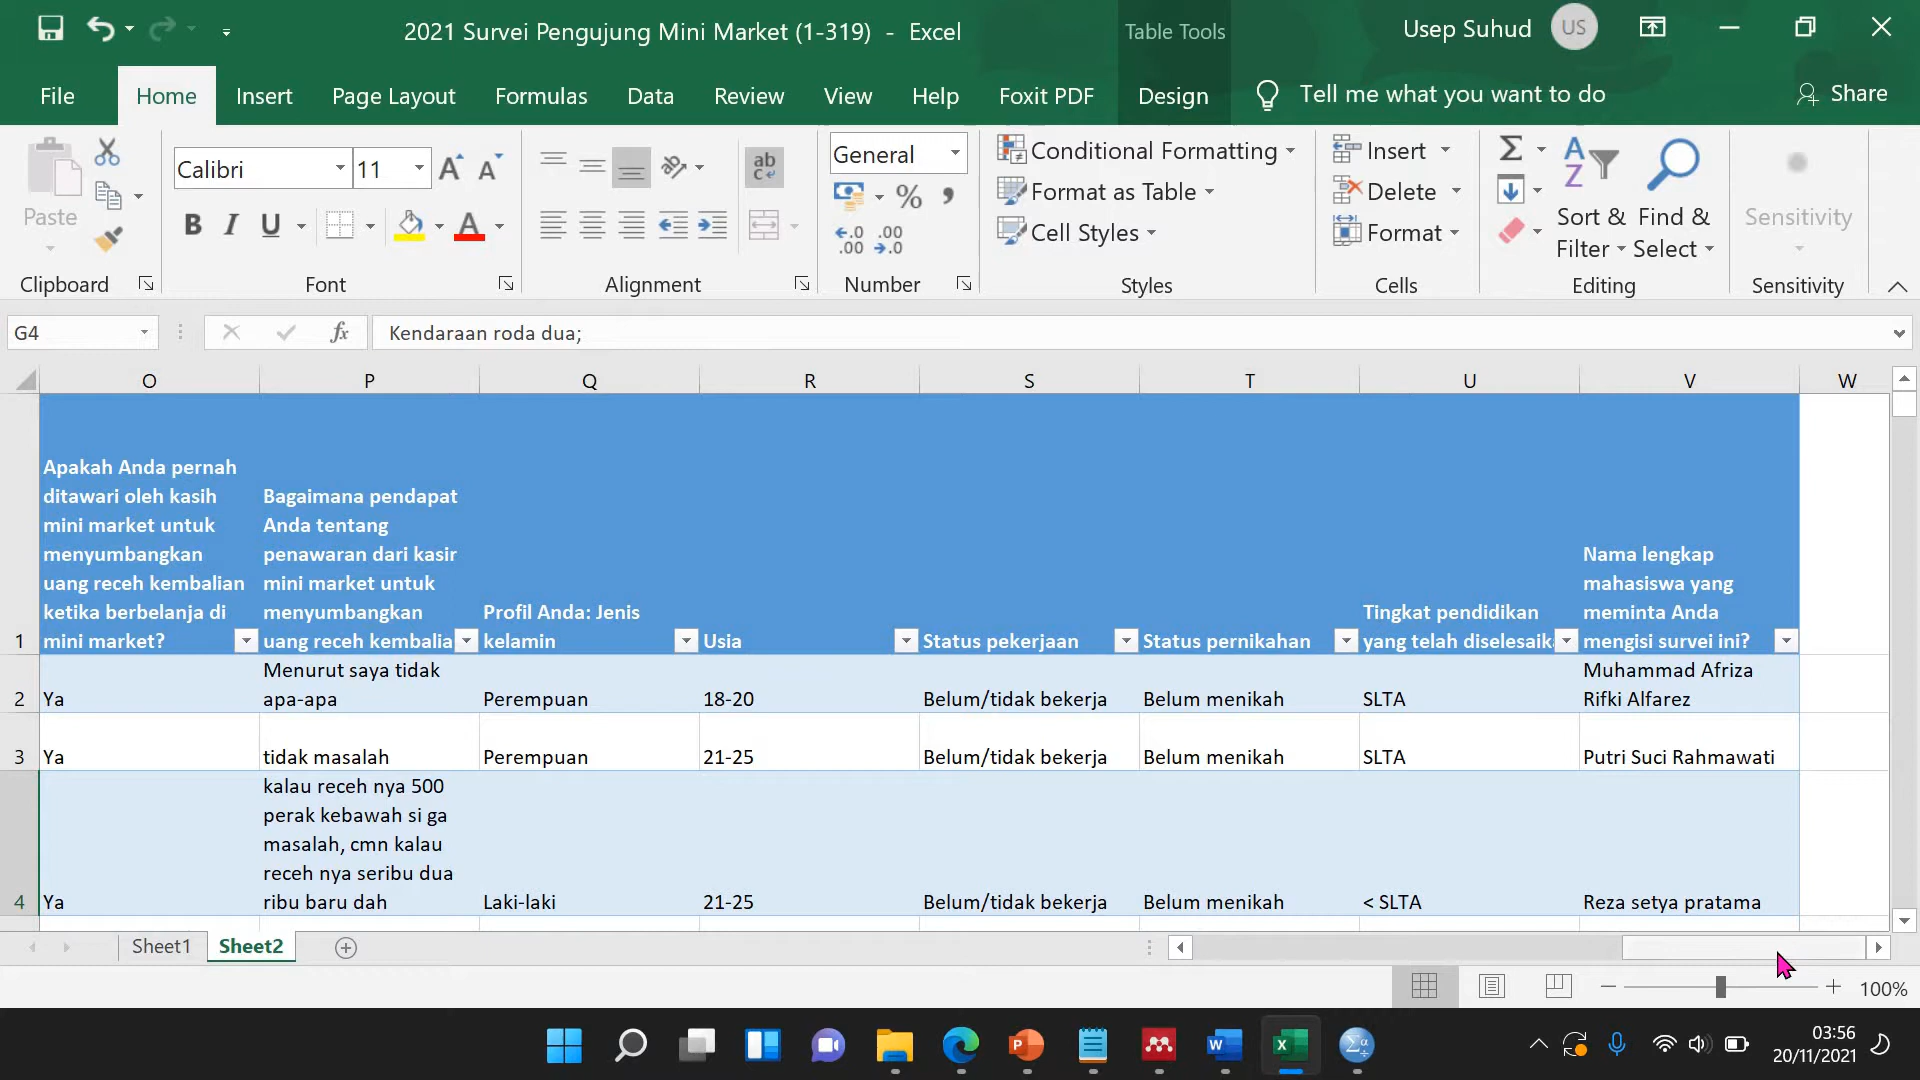 2021 Survei Pengujung Mini Market (1-319) - Excel
Table Tools
Usep Suhud
US
File
Home
Insert
Page Layout
Formulas
Data
Review
View
Help
Foxit PDF
Design
Tell me what you want to do
Share
Paste
Calibri
11
General
Conditional Formatting
Format as Table
Cell Styles
Insert
Delete
Format
Sort & Filter
Find & Select
Sensitivity
Clipboard
Font
Alignment
Number
Styles
Cells
Editing
Sensitivity
G4
fx
Kendaraan roda dua;
O P Q R S T U V W
1
Apakah Anda pernah
ditawari oleh kasih
mini market untuk
menyumbangkan
uang receh kembalian
ketika berbelanja di
mini market?
Bagaimana pendapat
Anda tentang
penawaran dari kasir
mini market untuk
menyumbangkan
uang receh kembalia
Profil Anda: Jenis
kelamin
Usia
Status pekerjaan
Status pernikahan
Tingkat pendidikan
yang telah diselesaik
Nama lengkap
mahasiswa yang
meminta Anda
mengisi survei ini?
2
Ya
Menurut saya tidak
apa-apa
Perempuan
18-20
Belum/tidak bekerja
Belum menikah
SLTA
Muhammad Afriza
Rifki Alfarez
3
Ya
tidak masalah
Perempuan
21-25
Belum/tidak bekerja
Belum menikah
SLTA
Putri Suci Rahmawati
4
Ya
kalau receh nya 500
perak kebawah si ga
masalah, cmn kalau
receh nya seribu dua
ribu baru dah
Laki-laki
21-25
Belum/tidak bekerja
Belum menikah
< SLTA
Reza setya pratama
Sheet1
Sheet2
100%
03:56
20/11/2021